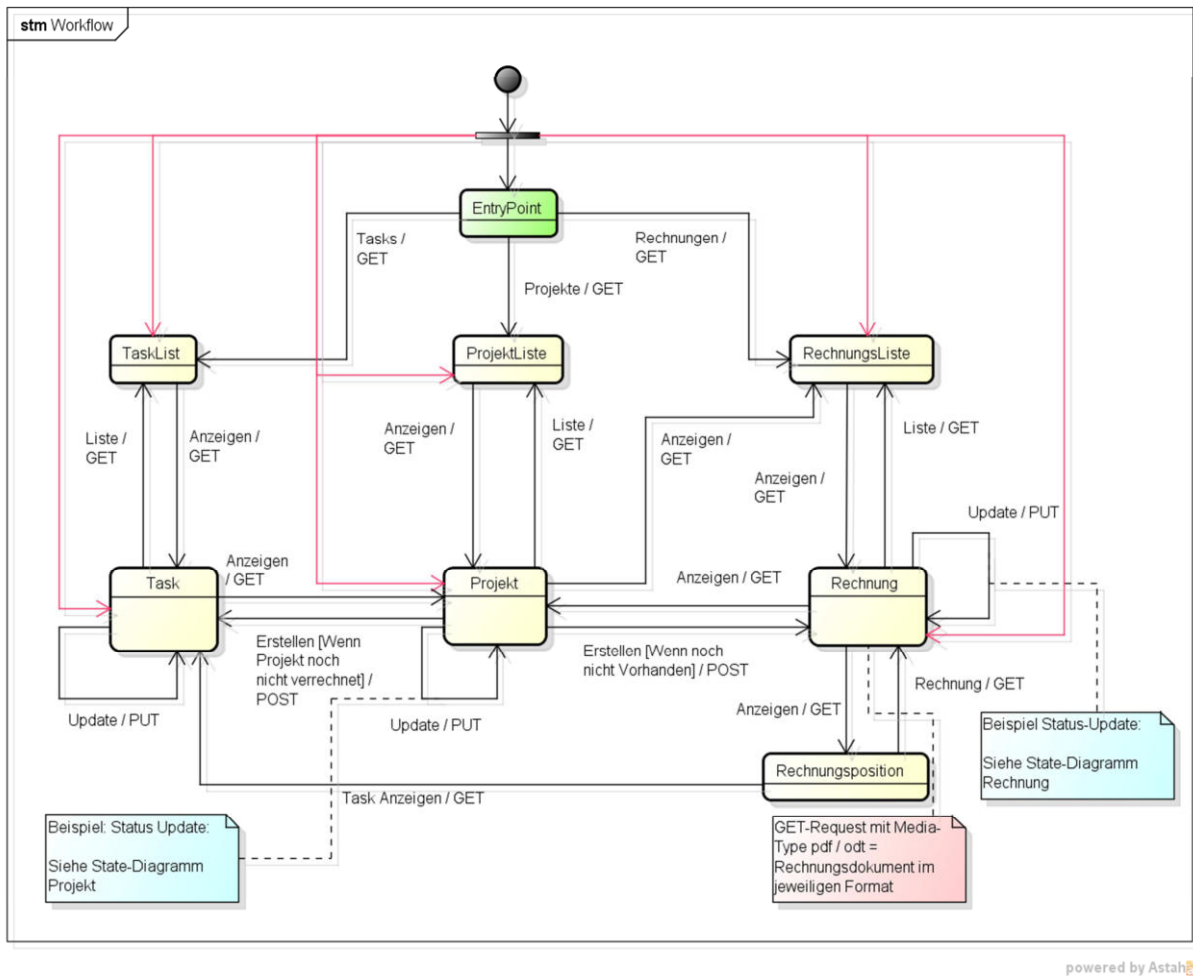 stm Workflow
EntryPoint
Tasks /
GET
Rechnungen /
GET
Projekte / GET
TaskList
ProjektListe
RechnungsListe
Liste /
GET
Anzeigen /
GET
Anzeigen /
GET
Liste /
GET
Anzeigen /
GET
Anzeigen /
GET
Liste / GET
Update / PUT
Task
Anzeigen
/ GET
Projekt
Anzeigen / GET
Rechnung
Erstellen [Wenn
Projekt noch
nicht verrechnet] /
POST
Erstellen [Wenn noch
nicht Vorhanden] / POST
Rechnung / GET
Update / PUT
Update / PUT
Anzeigen / GET
Beispiel Status-Update:
Siehe State-Diagramm
Rechnung
Rechnungsposition
Task Anzeigen / GET
Beispiel: Status Update:
Siehe State-Diagramm
Projekt
GET-Request mit Media-
Type pdf / odt =
Rechnungsdokument im
jeweiligen Format
powered by Astah